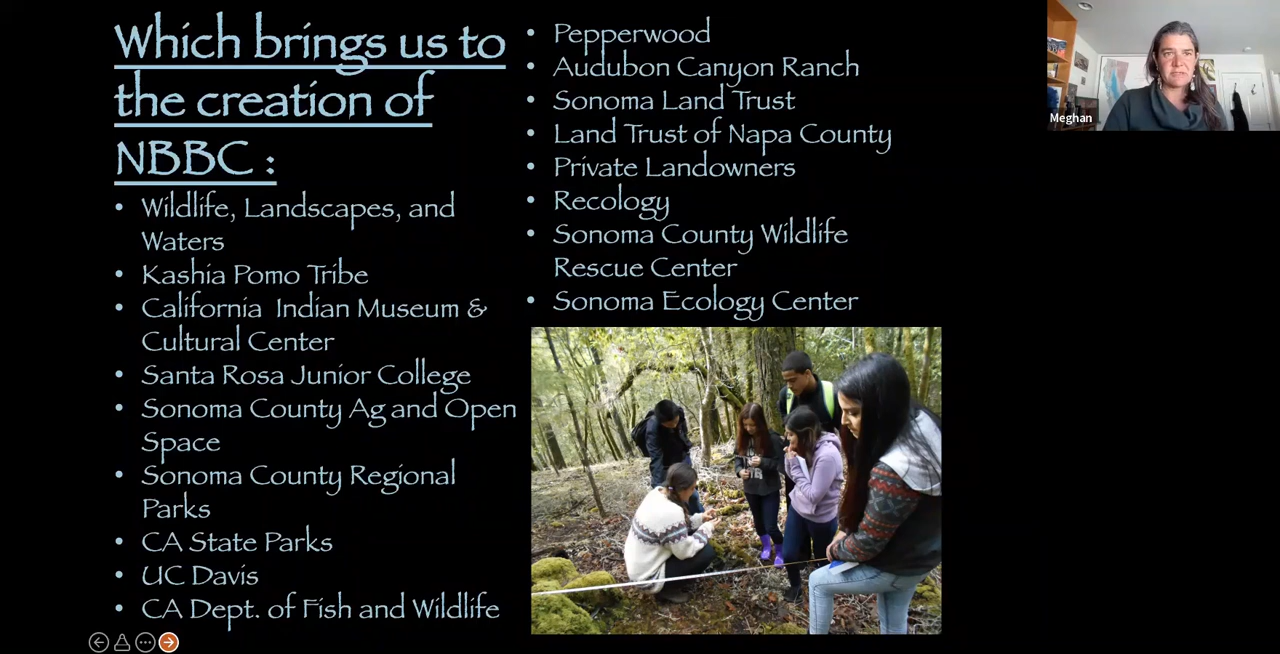 Which brings us to
the creation of
NBBC :
• Wildlife, Landscapes, and
Waters
• Kashia Pomo Tribe
• California Indian Museum &
Cultural Center
• Santa Rosa Junior College
• Sonoma County Ag and Open
Space
• Sonoma County Regional
Parks
• CA State Parks
• UC Davis
• CA Dept. of Fish and Wildlife
• Pepperwood
• Audubon Canyon Ranch
• Sonoma Land Trust
• Land Trust of Napa County
• Private Landowners
• Recology
• Sonoma County Wildlife
Rescue Center
• Sonoma Ecology Center
Meghan